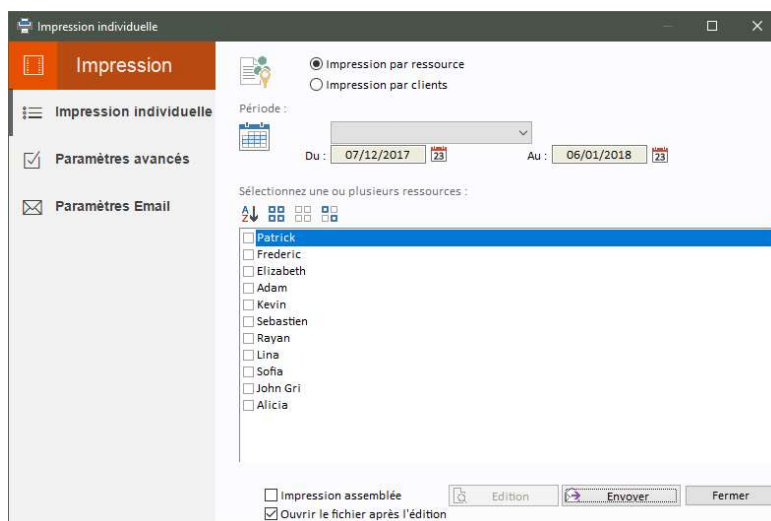 Impression individuelle
Impression
Impression individuelle
Paramètres avancés
Paramètres Email
Impression par ressource
Impression par clients
Période :
Du : 07/12/2017 23 Au : 06/01/2018 23
Sélectionnez une ou plusieurs ressources :
A
Z
Patrick
Frederic
Elizabeth
Adam
Kevin
Sebastien
Rayan
Lina
Sofia
John Gri
Alicia
Impression assemblée Edition Envoyer Fermer
Ouvrir le fichier après l'édition